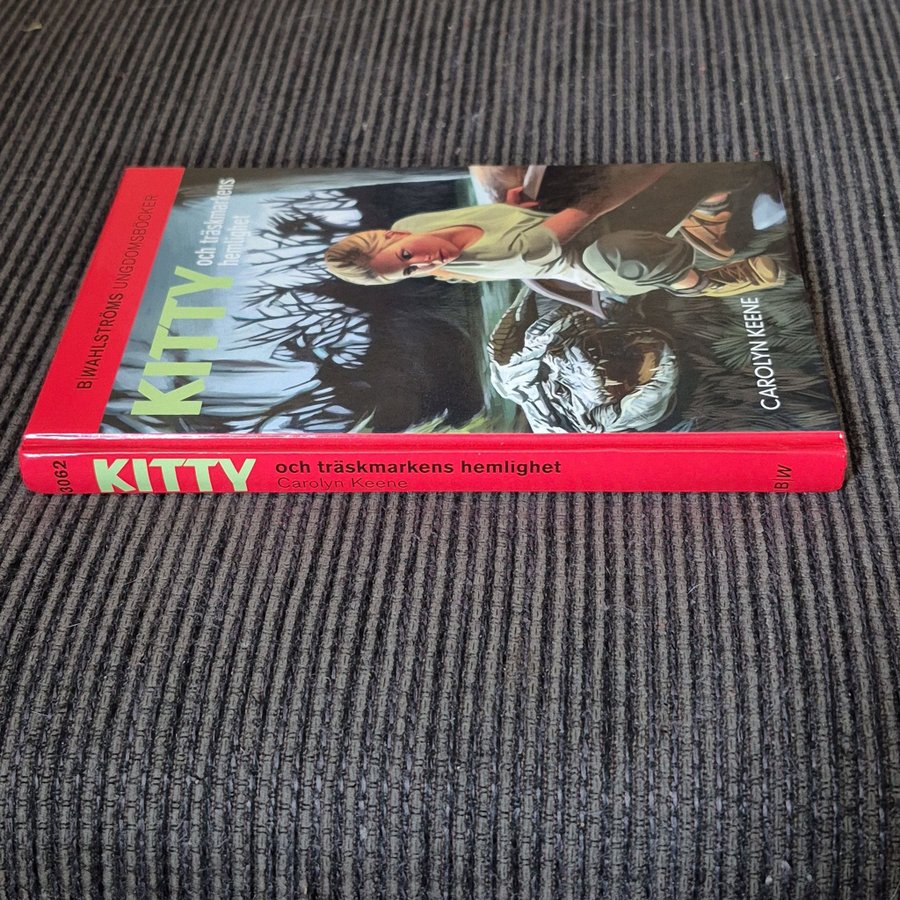 B|WAHLSTRÖMS UNGDOMSBÖCKER
KITTY
och träskmarkens
hemlighet
CAROLYN KEENE
3062
KITTY
och träskmarkens hemlighet
Carolyn Keene
B|W